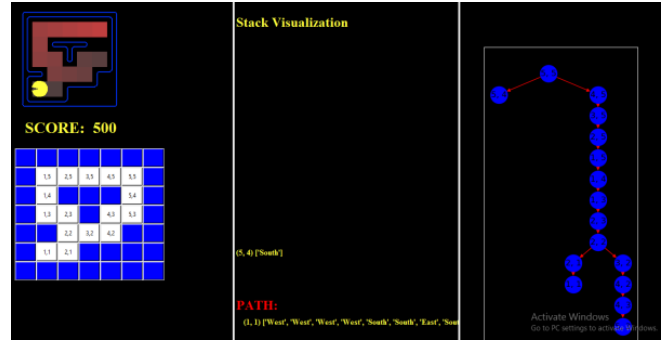 Stack Visualization
SCORE: 500
1,5 2,5 3,5 4,5 5,5
1,4 5,4
1,3 2,3 4,3 5,3
2,2 3,2 4,2
1,1 2,1
(5, 4) ['South']
PATH:
(1, 1) ['West', 'West', 'West', 'West', 'South', 'South', 'East', 'Sout
Activate Windows
Go to PC settings to activate Windows.